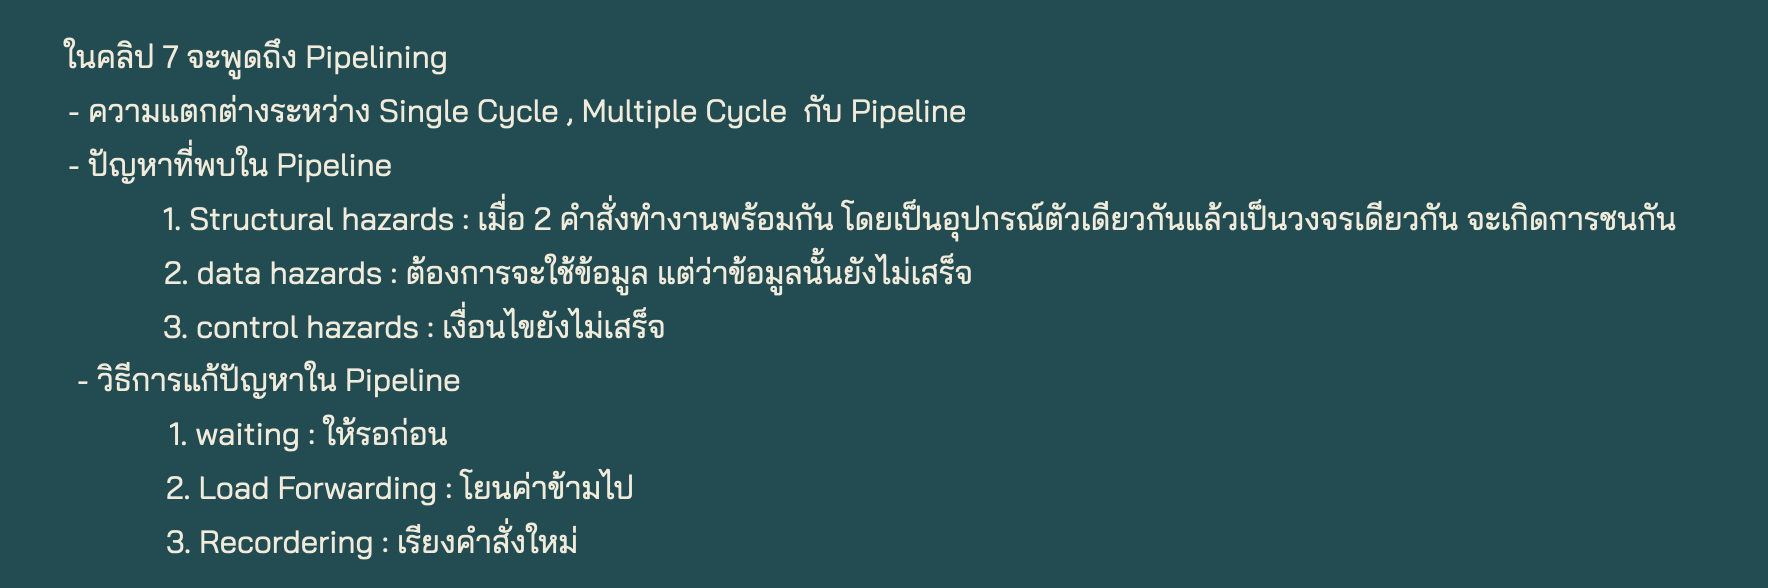 ในคลิป 7 จะพูดถึง Pipelining
- ความแตกต่างระหว่าง Single Cycle , Multiple Cycle กับ Pipeline
- ปัญหาที่พบใน Pipeline
1. Structural hazards : เมื่อ 2 คำสั่งทำงานพร้อมกัน โดยเป็นอุปกรณ์ตัวเดียวกันแล้วเป็นวงจรเดียวกัน จะเกิดการชนกัน
2. data hazards : ต้องการจะใช้ข้อมูล แต่ว่าข้อมูลนั้นยังไม่เสร็จ
3. control hazards : เงื่อนไขยังไม่เสร็จ
- วิธีการแก้ปัญหาใน Pipeline
1. waiting : ให้รอก่อน
2. Load Forwarding : โยนค่าข้ามไป
3. Recordering : เรียงคำสั่งใหม่